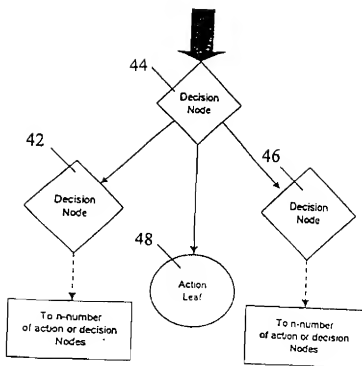 44
Decision
Node
42
46
Decision
Node
Decision
Node
48
Action
Leaf
To n-number
of action or decision
Nodes
To n-number
of action or decision
Nodes